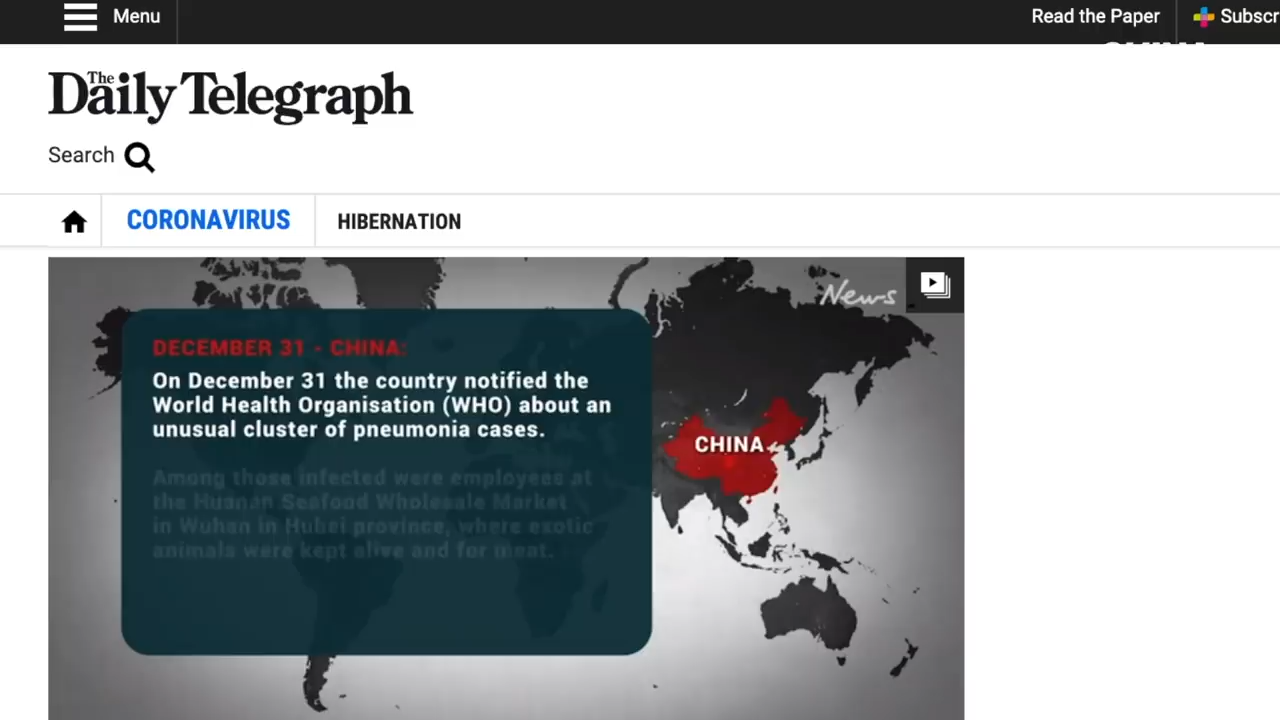 Menu
Read the Paper
Subscr
The
Daily Telegraph
Search
CORONAVIRUS
HIBERNATION
News
DECEMBER 31 - CHINA:
On December 31 the country notified the
World Health Organisation (WHO) about an
unusual cluster of pneumonia cases.
Among those infected were employees at
the Huanan Seafood Wholesale Market
in Wuhan in Hubei province, where exotic
animals were kept alive and for meat.
CHINA